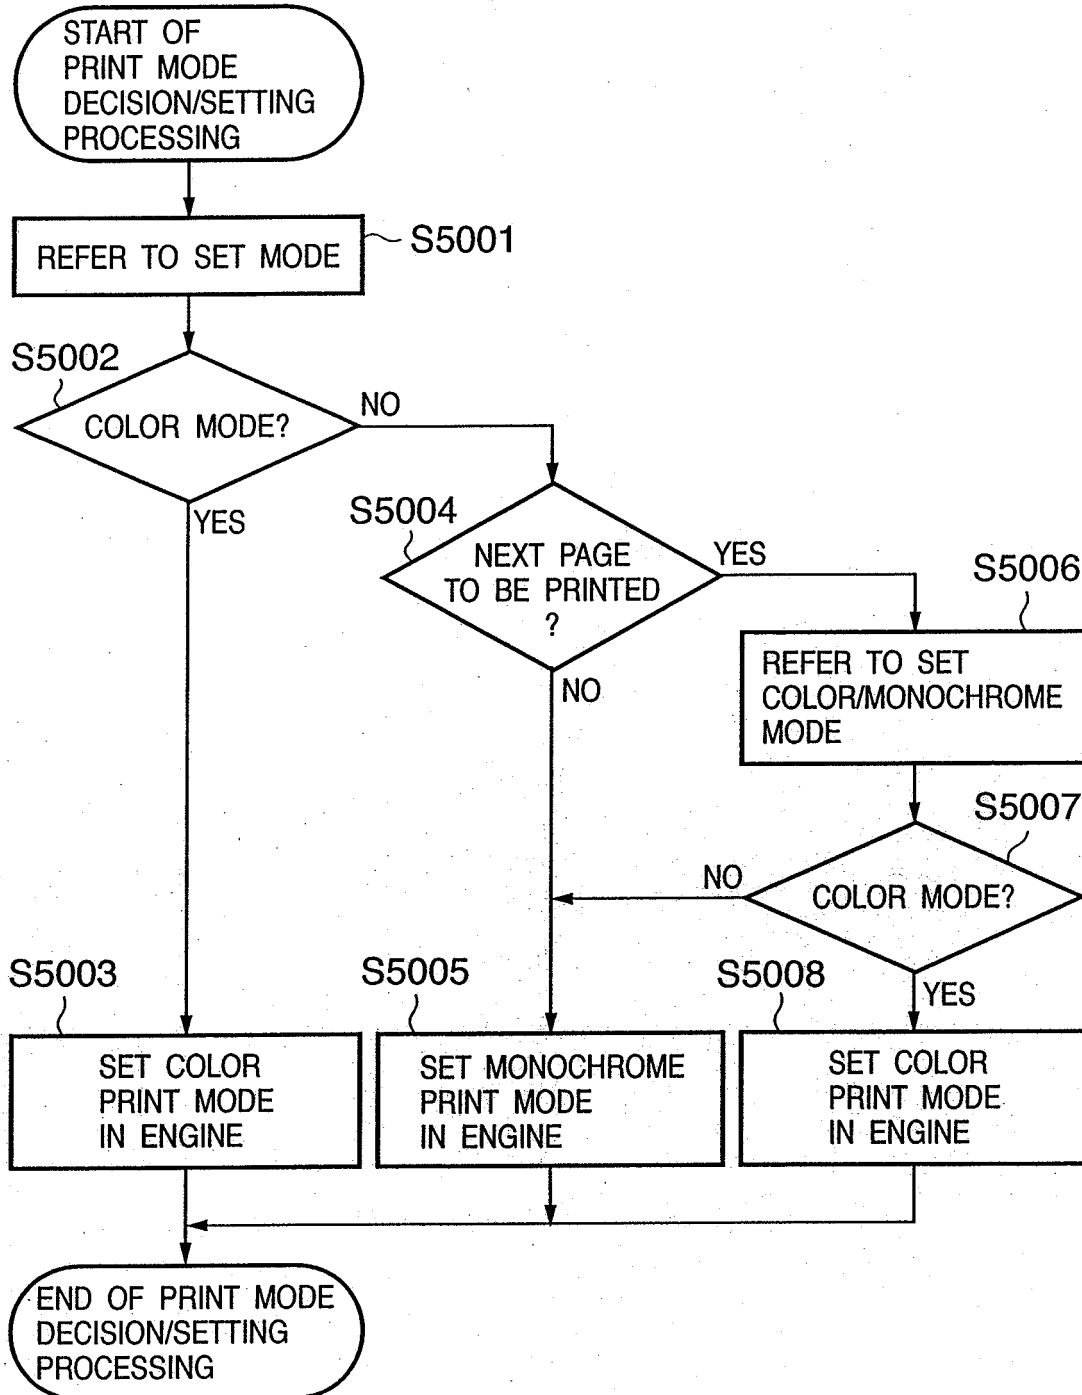 START OF
PRINT MODE
DECISION/SETTING
PROCESSING
REFER TO SET MODE
S5001
S5002
COLOR MODE?
NO
YES
S5004
NEXT PAGE
TO BE PRINTED
?
YES
NO
S5006
REFER TO SET
COLOR/MONOCHROME
MODE
S5007
COLOR MODE?
NO
YES
S5003
SET COLOR
PRINT MODE
IN ENGINE
S5005
SET MONOCHROME
PRINT MODE
IN ENGINE
S5008
SET COLOR
PRINT MODE
IN ENGINE
END OF PRINT MODE
DECISION/SETTING
PROCESSING